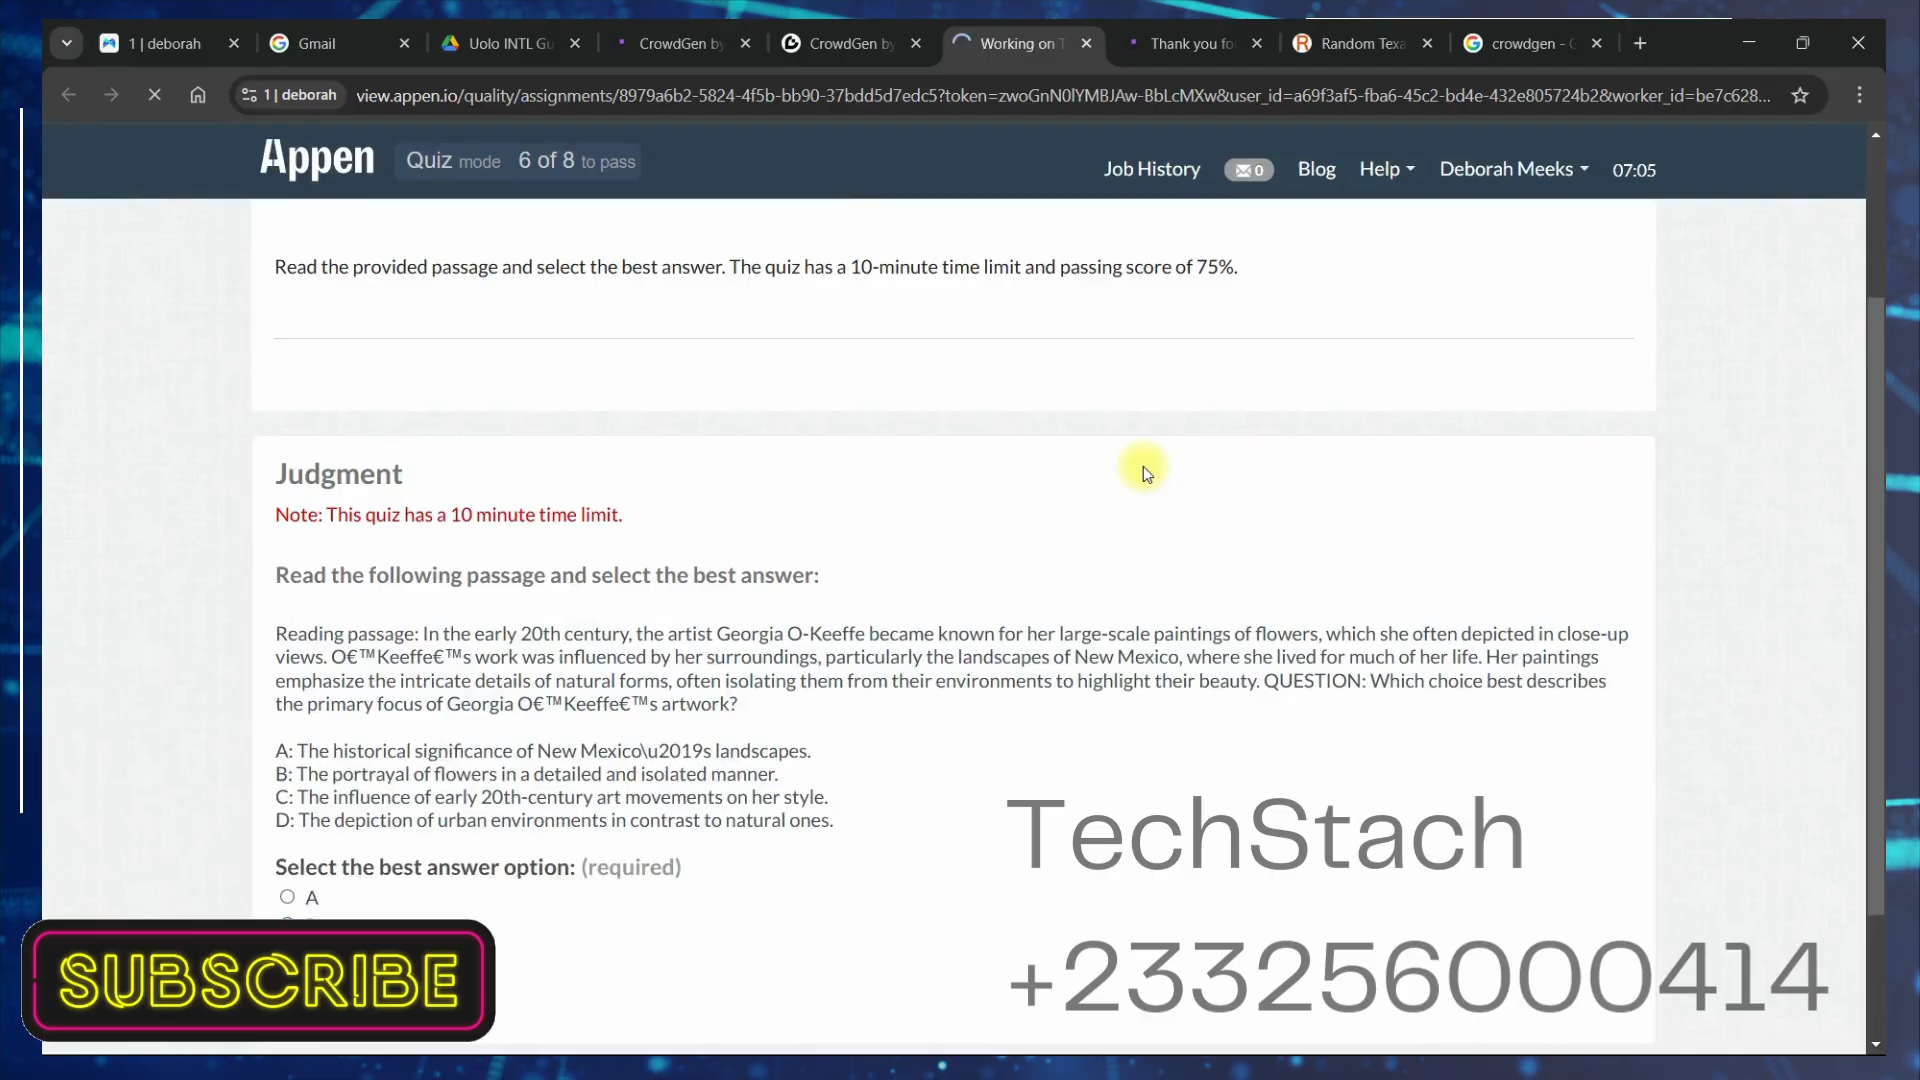 1 | deborah
Gmail
Uolo INTL Gu
CrowdGen by
CrowdGen by
Working on T
Thank you fo
Random Texa
crowdgen - G
1 | deborah
view.appen.io/quality/assignments/8979a6b2-5824-4f5b-bb90-37bdd5d7edc5?token=zwoGnN0lYMBJAw-BbLcMXw&user_id=a69f3af5-fba6-45c2-bd4e-432e805724b2&worker_id=be7c628...
Appen
Quiz mode 6 of 8 to pass
Job History
0
Blog
Help
Deborah Meeks
07:05
Read the provided passage and select the best answer. The quiz has a 10-minute time limit and passing score of 75%.
Judgment
Note: This quiz has a 10 minute time limit.
Read the following passage and select the best answer:
Reading passage: In the early 20th century, the artist Georgia O-Keeffe became known for her large-scale paintings of flowers, which she often depicted in close-up
views. O€™Keeffe€™s work was influenced by her surroundings, particularly the landscapes of New Mexico, where she lived for much of her life. Her paintings
emphasize the intricate details of natural forms, often isolating them from their environments to highlight their beauty. QUESTION: Which choice best describes
the primary focus of Georgia O€™Keeffe€™s artwork?
A: The historical significance of New Mexico\u2019s landscapes.
B: The portrayal of flowers in a detailed and isolated manner.
C: The influence of early 20th-century art movements on her style.
D: The depiction of urban environments in contrast to natural ones.
Select the best answer option: (required)
A
TechStach
+233256000414
SUBSCRIBE